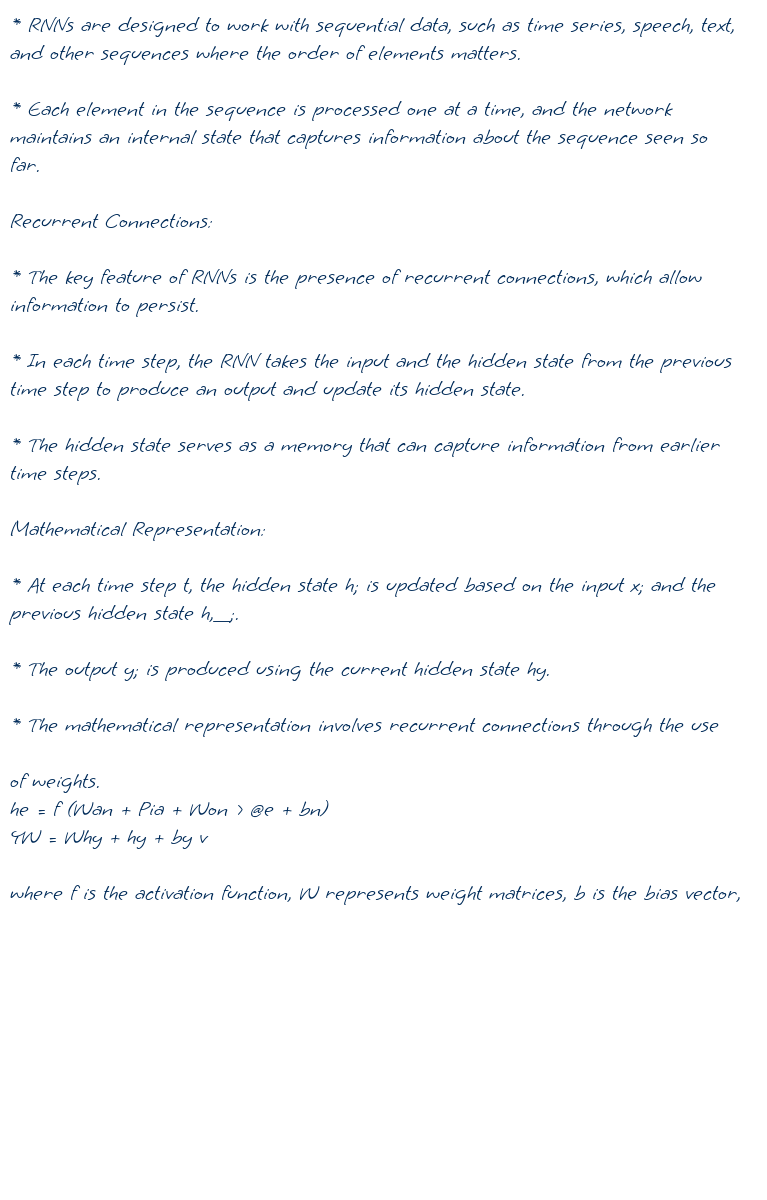 * RNNs are designed to work with sequential data, such as time series, speech, text,
and other sequences where the order of elements matters.
* Each element in the sequence is processed one at a time, and the network
maintains an internal state that captures information about the sequence seen so
far.
Recurrent Connections:
* The key feature of RNNs is the presence of recurrent connections, which allow
information to persist.
* In each time step, the RNN takes the input and the hidden state from the previous
time step to produce an output and update its hidden state.
* The hidden state serves as a memory that can capture information from earlier
time steps.
Mathematical Representation:
* At each time step t, the hidden state h; is updated based on the input x; and the
previous hidden state h,__;.
* The output y; is produced using the current hidden state hy.
* The mathematical representation involves recurrent connections through the use
of weights.
he = f (Wan + Pia + Won > @e + bn)
YW = Why + hy + by v
where f is the activation function, W represents weight matrices, b is the bias vector,